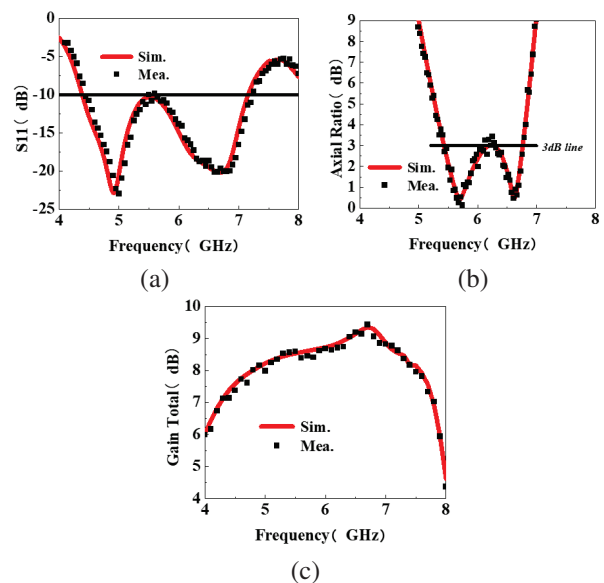 0
-5
-10
-15
-20
-25
S11( dB)
Sim.
Mea.
4 5 6 7 8
Frequency( GHz)
(a)
9
8
7
6
5
4
3
2
1
0
Axial Ratio( dB)
3dB line
Sim.
Mea.
4 5 6 7 8
Frequency( GHz)
(b)
10
9
8
7
6
5
4
Gain Total( dB)
Sim.
Mea.
4 5 6 7 8
Frequency( GHz)
(c)